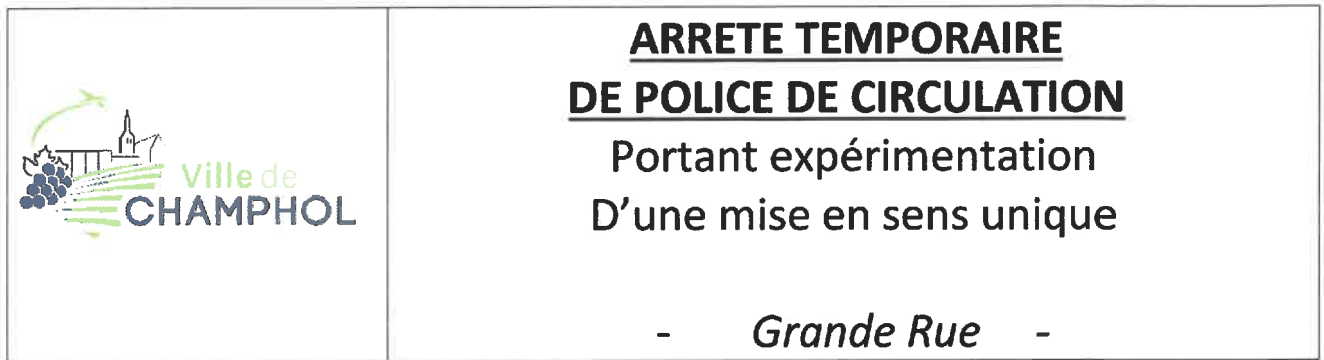 Ville de
CHAMPHOL
ARRETE TEMPORAIRE
DE POLICE DE CIRCULATION
Portant expérimentation
D'une mise en sens unique
- Grande Rue -